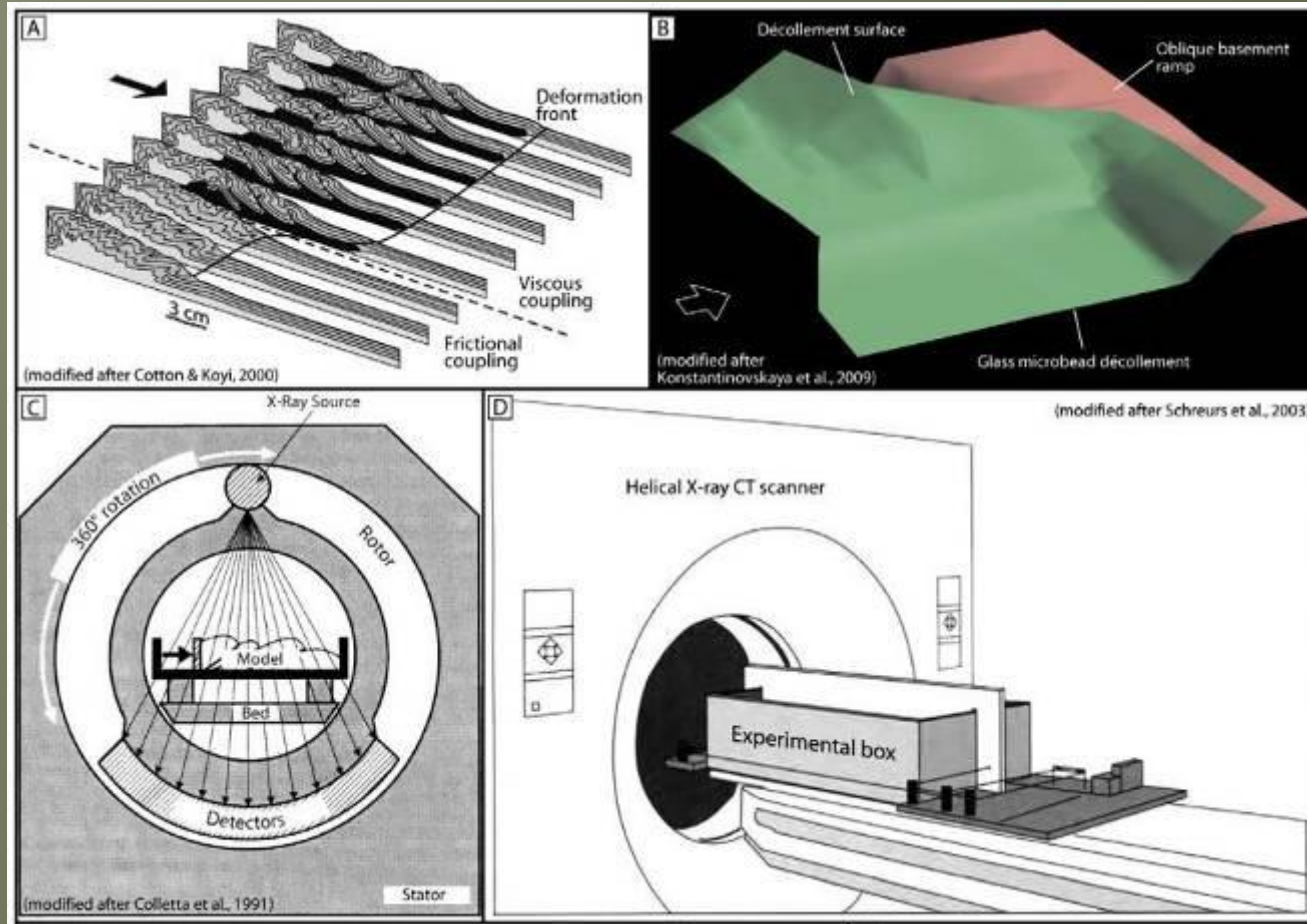 A
Deformation
front
Viscous
coupling
3 cm
Frictional
coupling
(modified after Cotton & Koyi, 2000)
B
Décollement surface
Oblique basement
ramp
(modified after
Konstantinovskaya et al., 2009)
Glass microbead décollement
C
X-Ray Source
360° rotation
Rotor
Model
Bed
Detectors
Stator
(modified after Colletta et al., 1991)
D
(modified after Schreurs et al., 2003)
Helical X-ray CT scanner
Experimental box